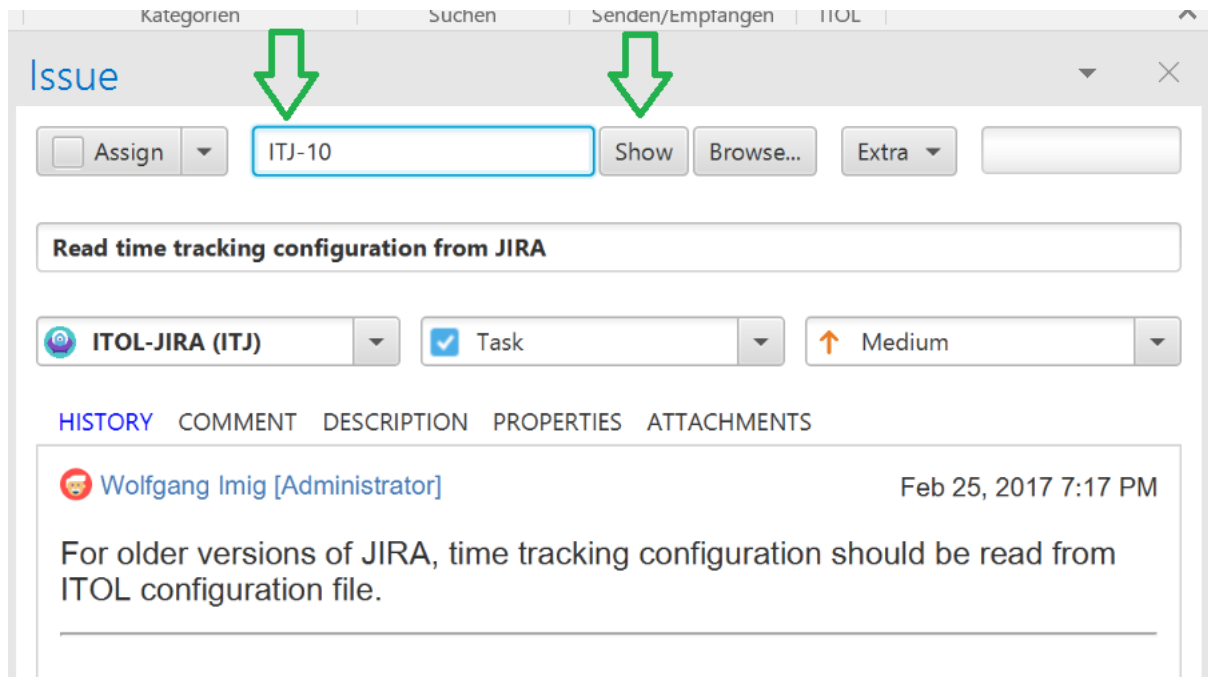 Kategorien Suchen Senden/Empfangen ITOL
Issue
Assign ITJ-10 Show Browse... Extra
Read time tracking configuration from JIRA
ITOL-JIRA (ITJ) Task Medium
HISTORY COMMENT DESCRIPTION PROPERTIES ATTACHMENTS
Wolfgang Imig [Administrator] Feb 25, 2017 7:17 PM
For older versions of JIRA, time tracking configuration should be read from
ITOL configuration file.